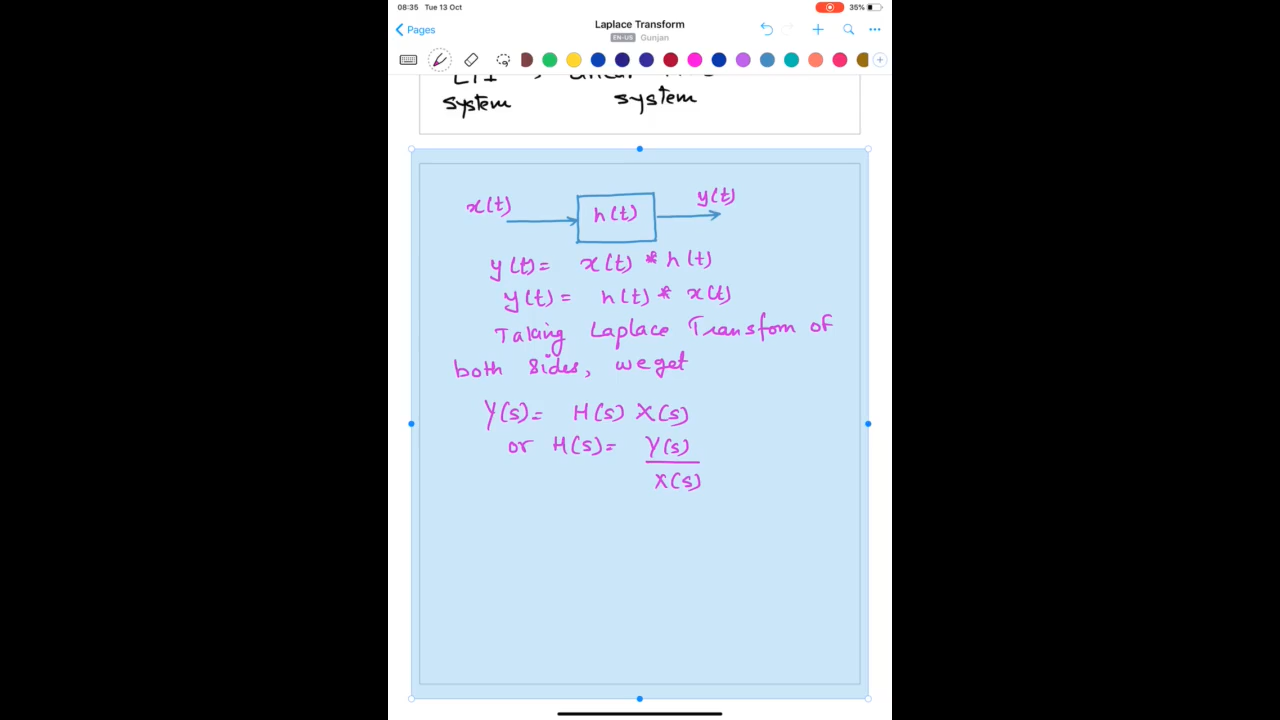 08:35 Tue 13 Oct
35%
Pages
Laplace Transform
EN-US Gunjan
system system
x(t) h(t) y(t)
y(t) = x(t) * h(t)
y(t) = h(t) * x(t)
Taking Laplace Transfom of
both sides, we get
Y(s) = H(s) X(s)
or H(s) = Y(s)
X(s)